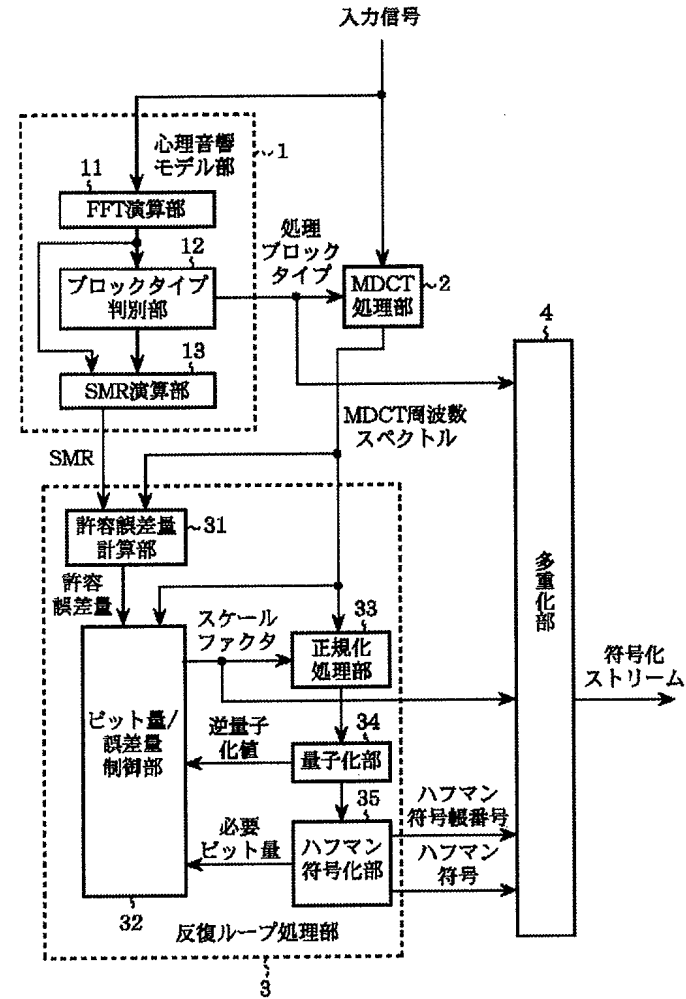 入力信号
心理音響
モデル部
1
11
FFT演算部
処理
ブロック
タイプ
12
ブロックタイプ
判別部
MDCT
処理部
2
4
13
SMR演算部
MDCT周波数
スペクトル
SMR
許容誤差量
計算部
31
許容
誤差量
多重化部
スケール
ファクタ
33
正規化
処理部
符号化
ストリーム
ビット量/
誤差量
制御部
逆量子
化値
34
量子化部
35
必要
ビット量
ハフマン
符号化部
ハフマン
符号帳番号
ハフマン
符号
32
反復ループ処理部
3